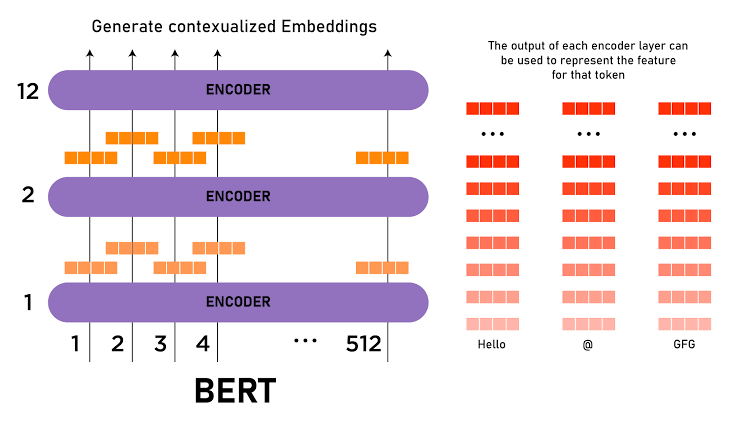 Generate contexualized Embeddings
12
ENCODER
2
ENCODER
1
ENCODER
1 2 3 4 ... 512
BERT
The output of each encoder layer can
be used to represent the feature
for that token
... ... ...
Hello @ GFG